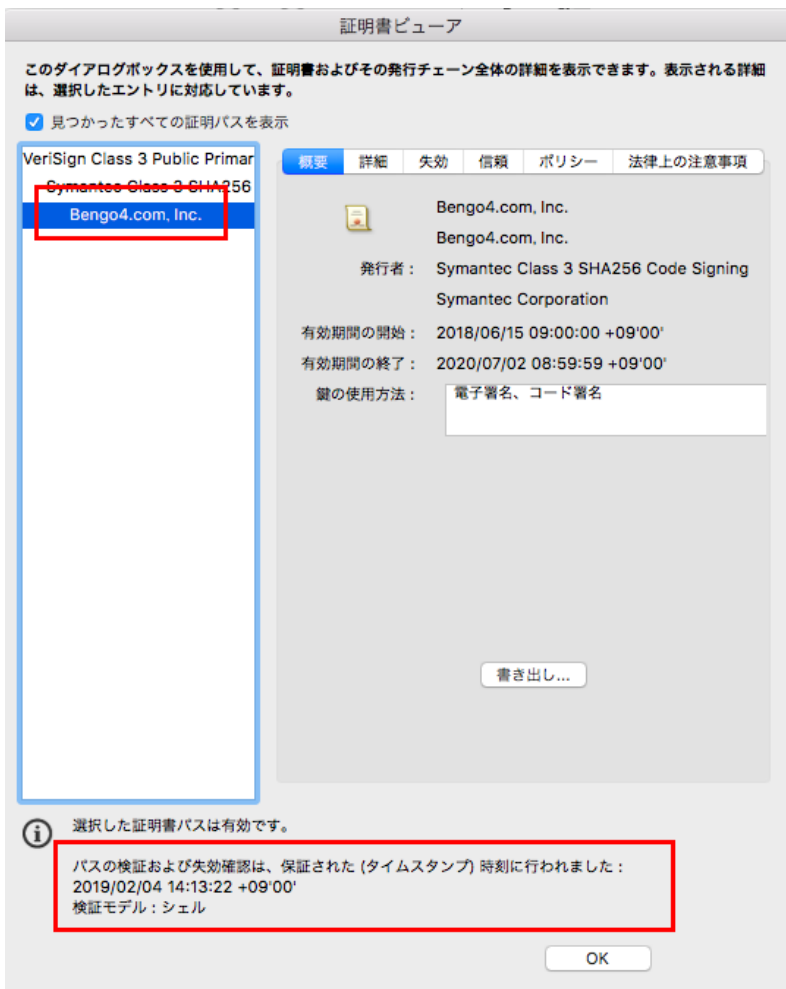 証明書ビューア
このダイアログボックスを使用して、証明書およびその発行チェーン全体の詳細を表示できます。表示される詳細
は、選択したエントリに対応しています。
見つかったすべての証明パスを表示
VeriSign Class 3 Public Primar
Symantec Class 3 SHA256
Bengo4.com, Inc.
概要 詳細 失効 信頼 ポリシー 法律上の注意事項
Bengo4.com, Inc.
Bengo4.com, Inc.
発行者： Symantec Class 3 SHA256 Code Signing
Symantec Corporation
有効期間の開始： 2018/06/15 09:00:00 +09'00'
有効期間の終了： 2020/07/02 08:59:59 +09'00'
鍵の使用方法： 電子署名、コード署名
書き出し...
選択した証明書パスは有効です。
パスの検証および失効確認は、保証された (タイムスタンプ) 時刻に行われました：
2019/02/04 14:13:22 +09'00'
検証モデル：シェル
OK